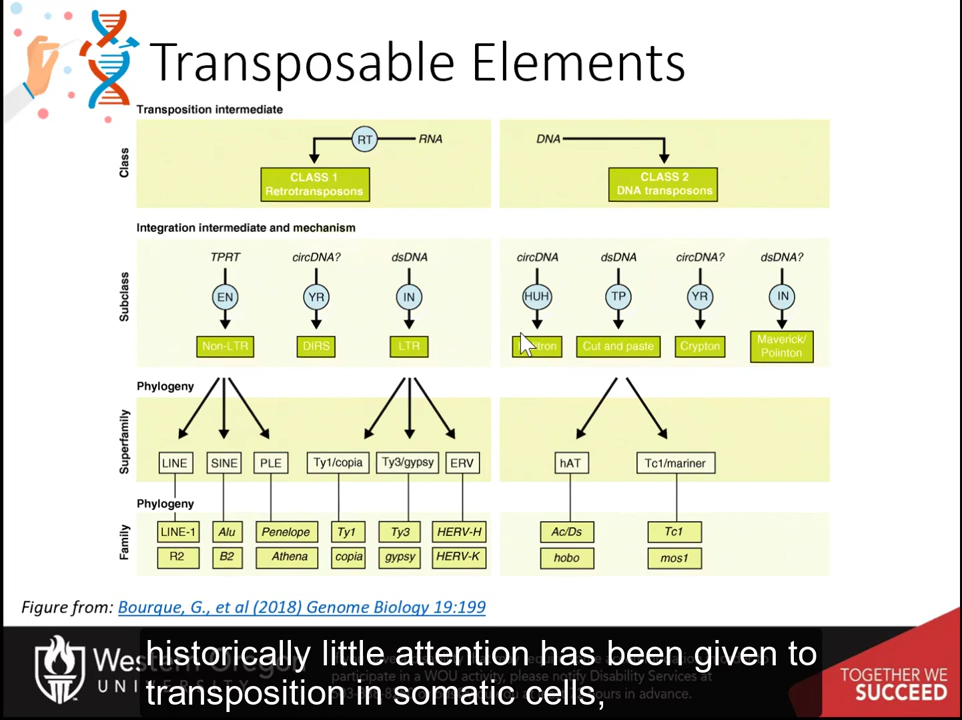 Transposable Elements
Transposition intermediate
Class
RT
RNA
DNA
CLASS 1
Retrotransposons
CLASS 2
DNA transposons
Integration intermediate and mechanism
Subclass
TPRT circDNA? dsDNA circDNA dsDNA circDNA? dsDNA?
EN YR IN HUH TP YR IN
Non-LTR DIRS LTR Cut and paste Crypton Maverick/
Polinton
Phylogeny
Superfamily
LINE SINE PLE Ty1/copia Ty3/gypsy ERV hAT Tc1/mariner
Phylogeny
Family
LINE-1 Alu Penelope Ty1 Ty3 HERV-H Ac/Ds Tc1
R2 B2 Athena copia gypsy HERV-K hobo mos1
Figure from: Bourque, G., et al (2018) Genome Biology 19:199
historically little attention has been given to
transposition in somatic cells,
participate in a WOU activity, please notify Disability Services at
in advance.
TOGETHER WE
SUCCEED